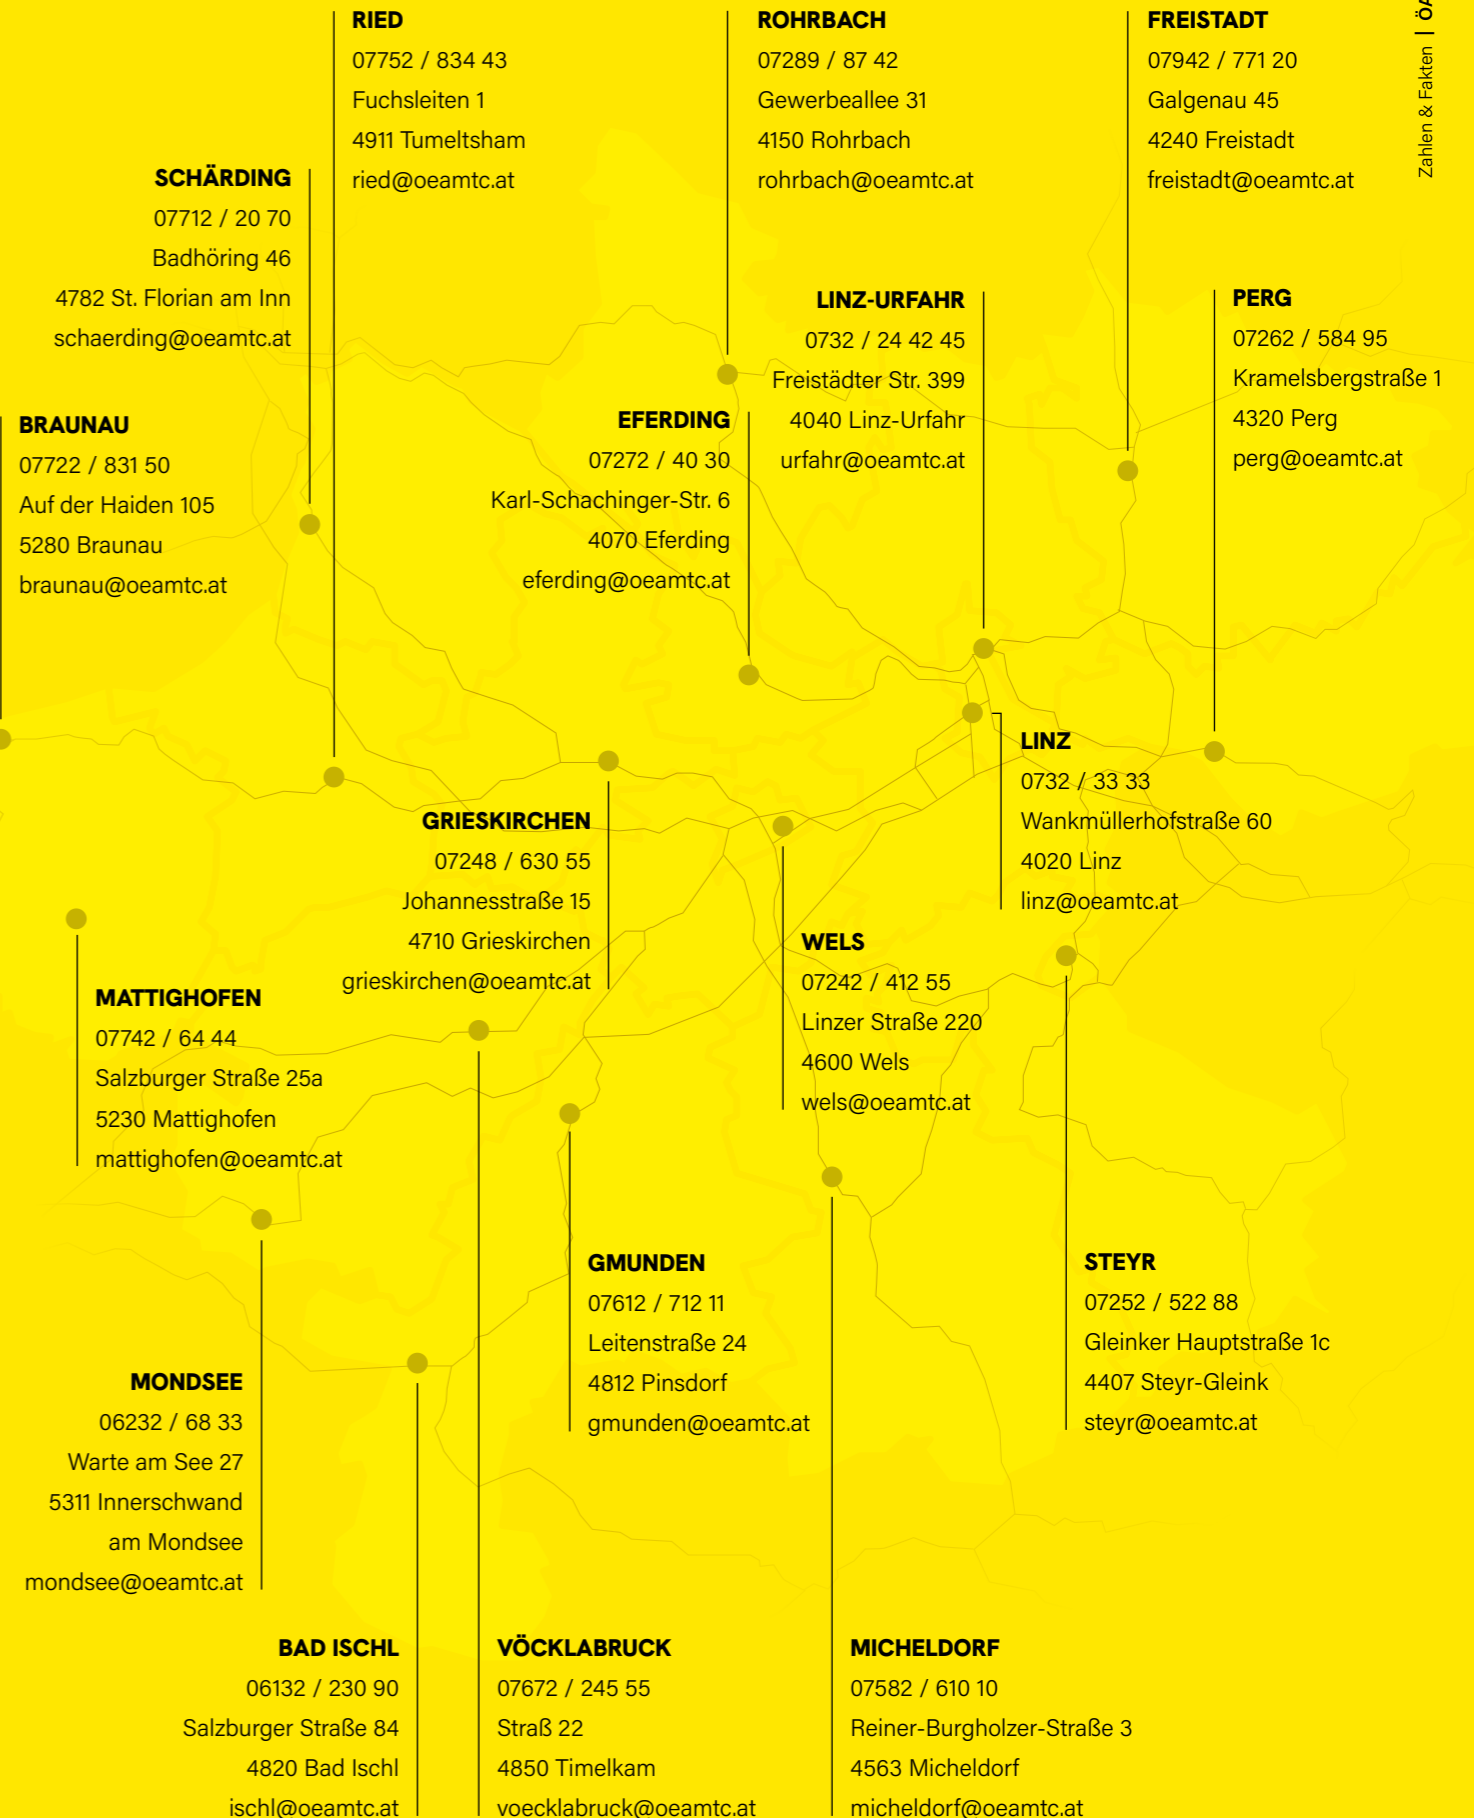 RIED
07752 / 834 43
Fuchsleiten 1
4911 Tumeltsham
ried@oeamtc.at
ROHRBACH
07289 / 87 42
Gewerbeallee 31
4150 Rohrbach
rohrbach@oeamtc.at
FREISTADT
07942 / 771 20
Galgenau 45
4240 Freistadt
freistadt@oeamtc.at
Zahlen & Fakten |
SCHÄRDING
07712 / 20 70
Badhöring 46
4782 St. Florian am Inn
schaerding@oeamtc.at
LINZ-URFAHR
0732 / 24 42 45
Freistädter Str. 399
4040 Linz-Urfahr
urfahr@oeamtc.at
PERG
07262 / 584 95
Kramelsbergstraße 1
4320 Perg
perg@oeamtc.at
BRAUNAU
07722 / 831 50
Auf der Haiden 105
5280 Braunau
braunau@oeamtc.at
EFERDING
07272 / 40 30
Karl-Schachinger-Str. 6
4070 Eferding
eferding@oeamtc.at
LINZ
0732 / 33 33
Wankmüllerhofstraße 60
4020 Linz
linz@oeamtc.at
GRIESKIRCHEN
07248 / 630 55
Johannesstraße 15
4710 Grieskirchen
grieskirchen@oeamtc.at
WELS
07242 / 412 55
Linzer Straße 220
4600 Wels
wels@oeamtc.at
MATTIGHOFEN
07742 / 64 44
Salzburger Straße 25a
5230 Mattighofen
mattighofen@oeamtc.at
GMUNDEN
07612 / 712 11
Leitenstraße 24
4812 Pinsdorf
gmunden@oeamtc.at
STEYR
07252 / 522 88
Gleinker Hauptstraße 1c
4407 Steyr-Gleink
steyr@oeamtc.at
MONDSEE
06232 / 68 33
Warte am See 27
5311 Innerschwand
am Mondsee
mondsee@oeamtc.at
BAD ISCHL
06132 / 230 90
Salzburger Straße 84
4820 Bad Ischl
ischl@oeamtc.at
VÖCKLABRUCK
07672 / 245 55
Straß 22
4850 Timelkam
voecklabruck@oeamtc.at
MICHELDORF
07582 / 610 10
Reiner-Burgholzer-Straße 3
4563 Micheldorf
micheldorf@oeamtc.at